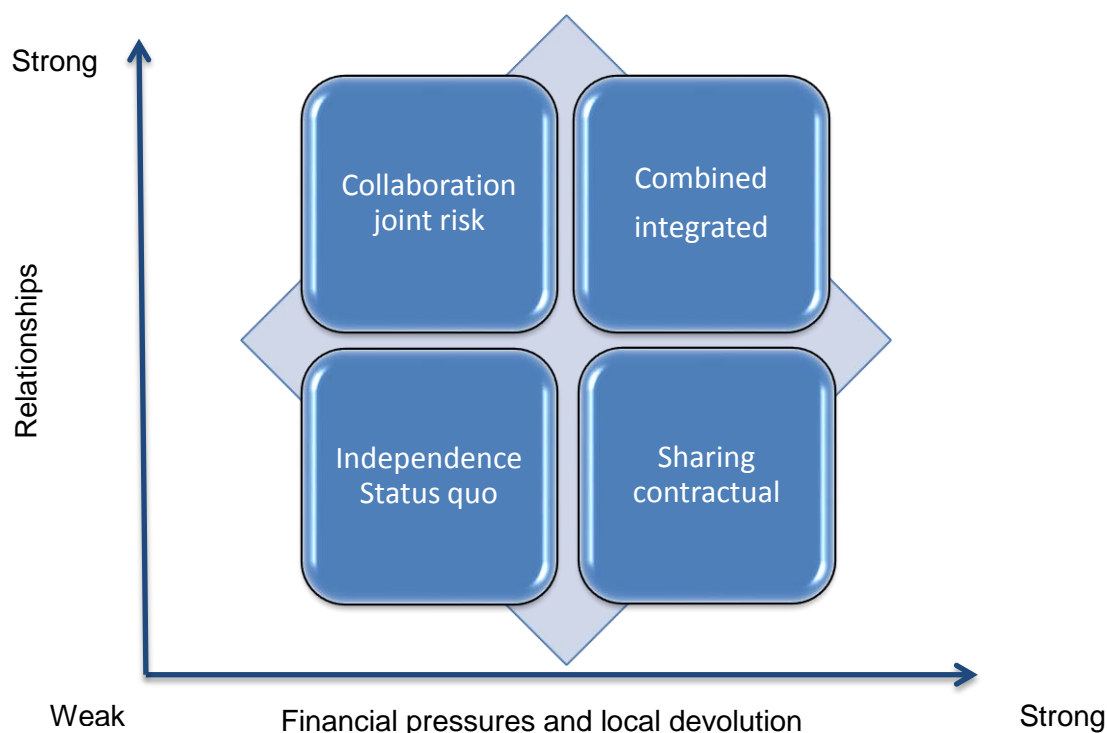 Strong
Relationships
Collaboration
joint risk
Combined
integrated
Independence
Status quo
Sharing
contractual
Weak
Financial pressures and local devolution
Strong